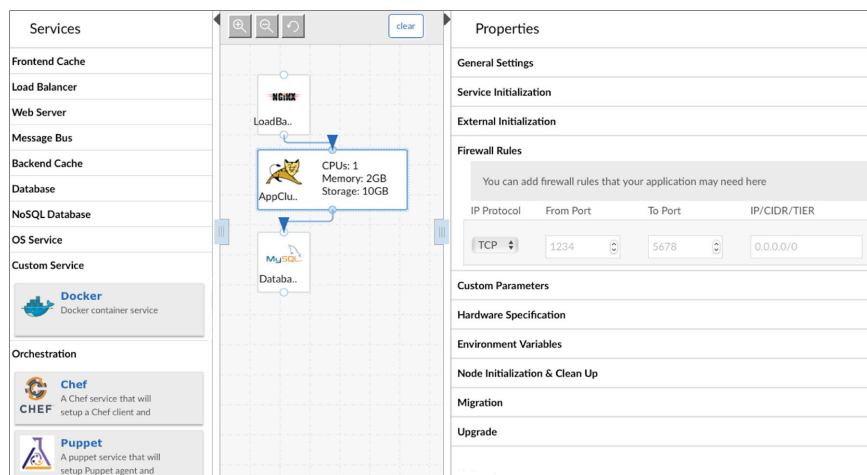 Services
Frontend Cache
Load Balancer
Web Server
Message Bus
Backend Cache
Database
NoSQL Database
OS Service
Custom Service
Docker
Docker container service
Orchestration
CHEF
Chef
A Chef service that will
setup a Chef client and
Puppet
A puppet service that will
setup Puppet agent and
clear
NGiNX
LoadBa..
AppClu..
CPUs: 1
Memory: 2GB
Storage: 10GB
MySQL
Databa..
Properties
General Settings
Service Initialization
External Initialization
Firewall Rules
You can add firewall rules that your application may need here
IP Protocol From Port To Port IP/CIDR/TIER
TCP 1234 5678 0.0.0.0/0
Custom Parameters
Hardware Specification
Environment Variables
Node Initialization & Clean Up
Migration
Upgrade